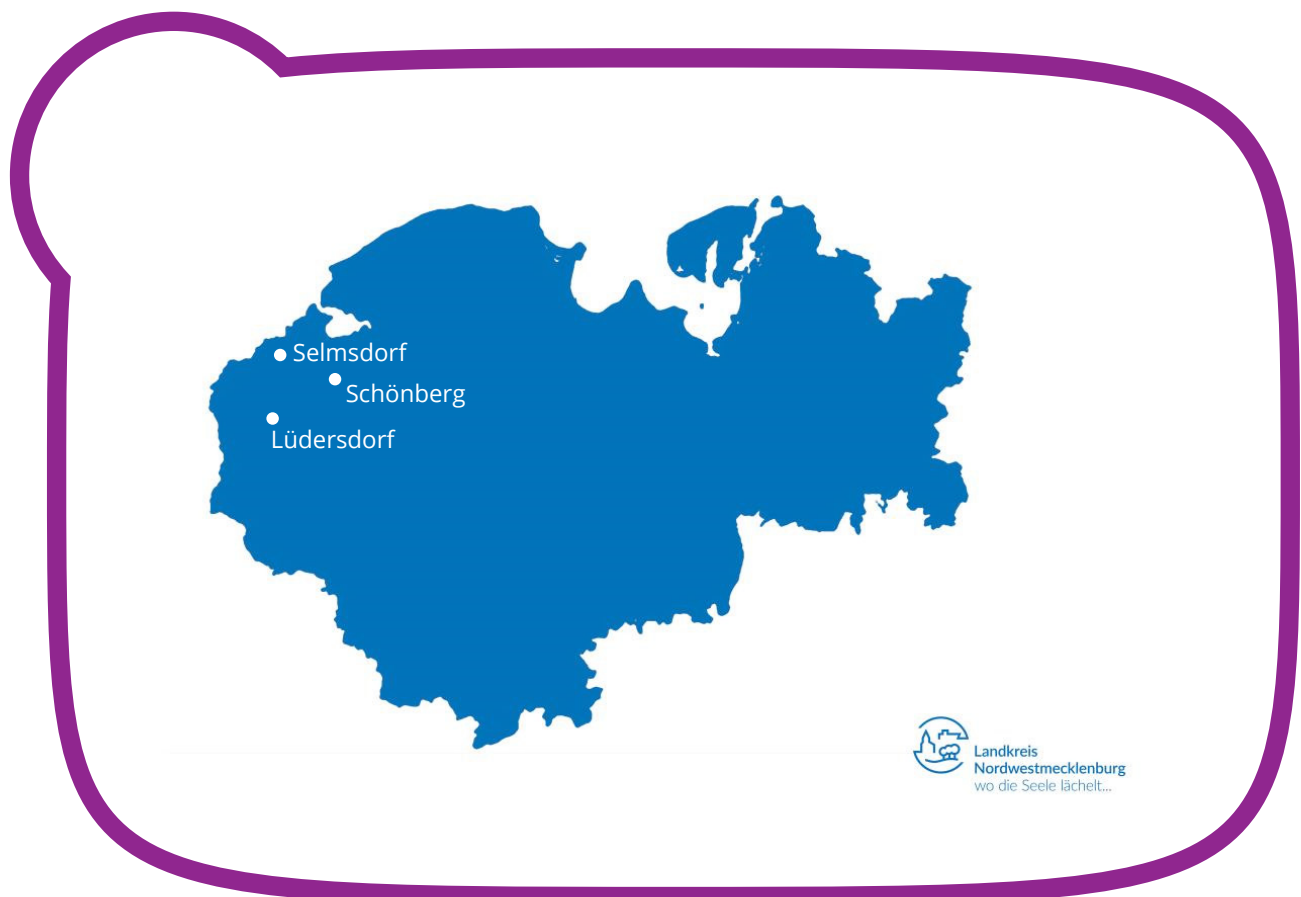 Selmsdorf
Schönberg
Lüdersdorf
Landkreis
Nordwestmecklenburg
wo die Seele lächelt...